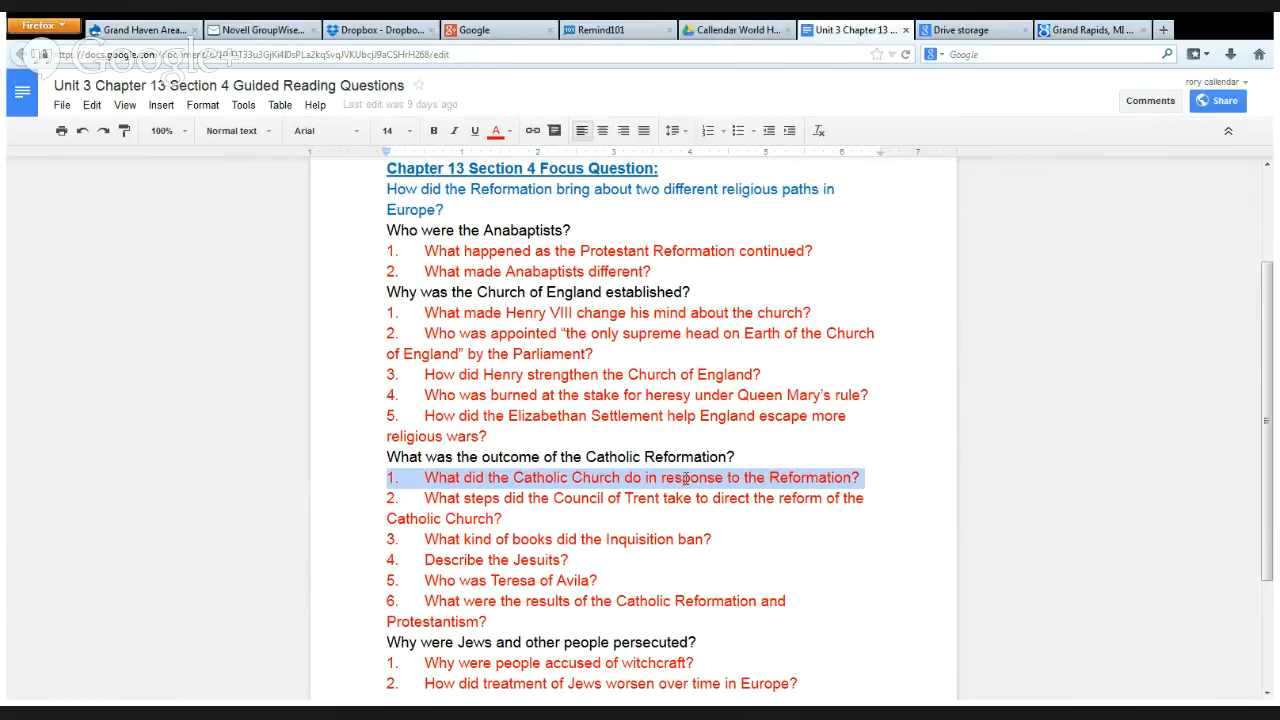 Firefox
Grand Haven Area...
Novell GroupWise...
Dropbox - Dropbo...
Google
Remind101
Callendar World H...
Unit 3 Chapter 13 ...
Drive storage
Grand Rapids, MI ...
Google+
Google
Unit 3 Chapter 13 Section 4 Guided Reading Questions
rory calendar
File Edit View Insert Format Tools Table Help Last edit was 9 days ago
Comments Share
100% Normal text Arial 14 B I U A
1 1 2 3 4 5 6 7
Chapter 13 Section 4 Focus Question:
How did the Reformation bring about two different religious paths in
Europe?
Who were the Anabaptists?
1. What happened as the Protestant Reformation continued?
2. What made Anabaptists different?
Why was the Church of England established?
1. What made Henry VIII change his mind about the church?
2. Who was appointed “the only supreme head on Earth of the Church
of England” by the Parliament?
3. How did Henry strengthen the Church of England?
4. Who was burned at the stake for heresy under Queen Mary’s rule?
5. How did the Elizabethan Settlement help England escape more
religious wars?
What was the outcome of the Catholic Reformation?
1. What did the Catholic Church do in response to the Reformation?
2. What steps did the Council of Trent take to direct the reform of the
Catholic Church?
3. What kind of books did the Inquisition ban?
4. Describe the Jesuits?
5. Who was Teresa of Avila?
6. What were the results of the Catholic Reformation and
Protestantism?
Why were Jews and other people persecuted?
1. Why were people accused of witchcraft?
2. How did treatment of Jews worsen over time in Europe?